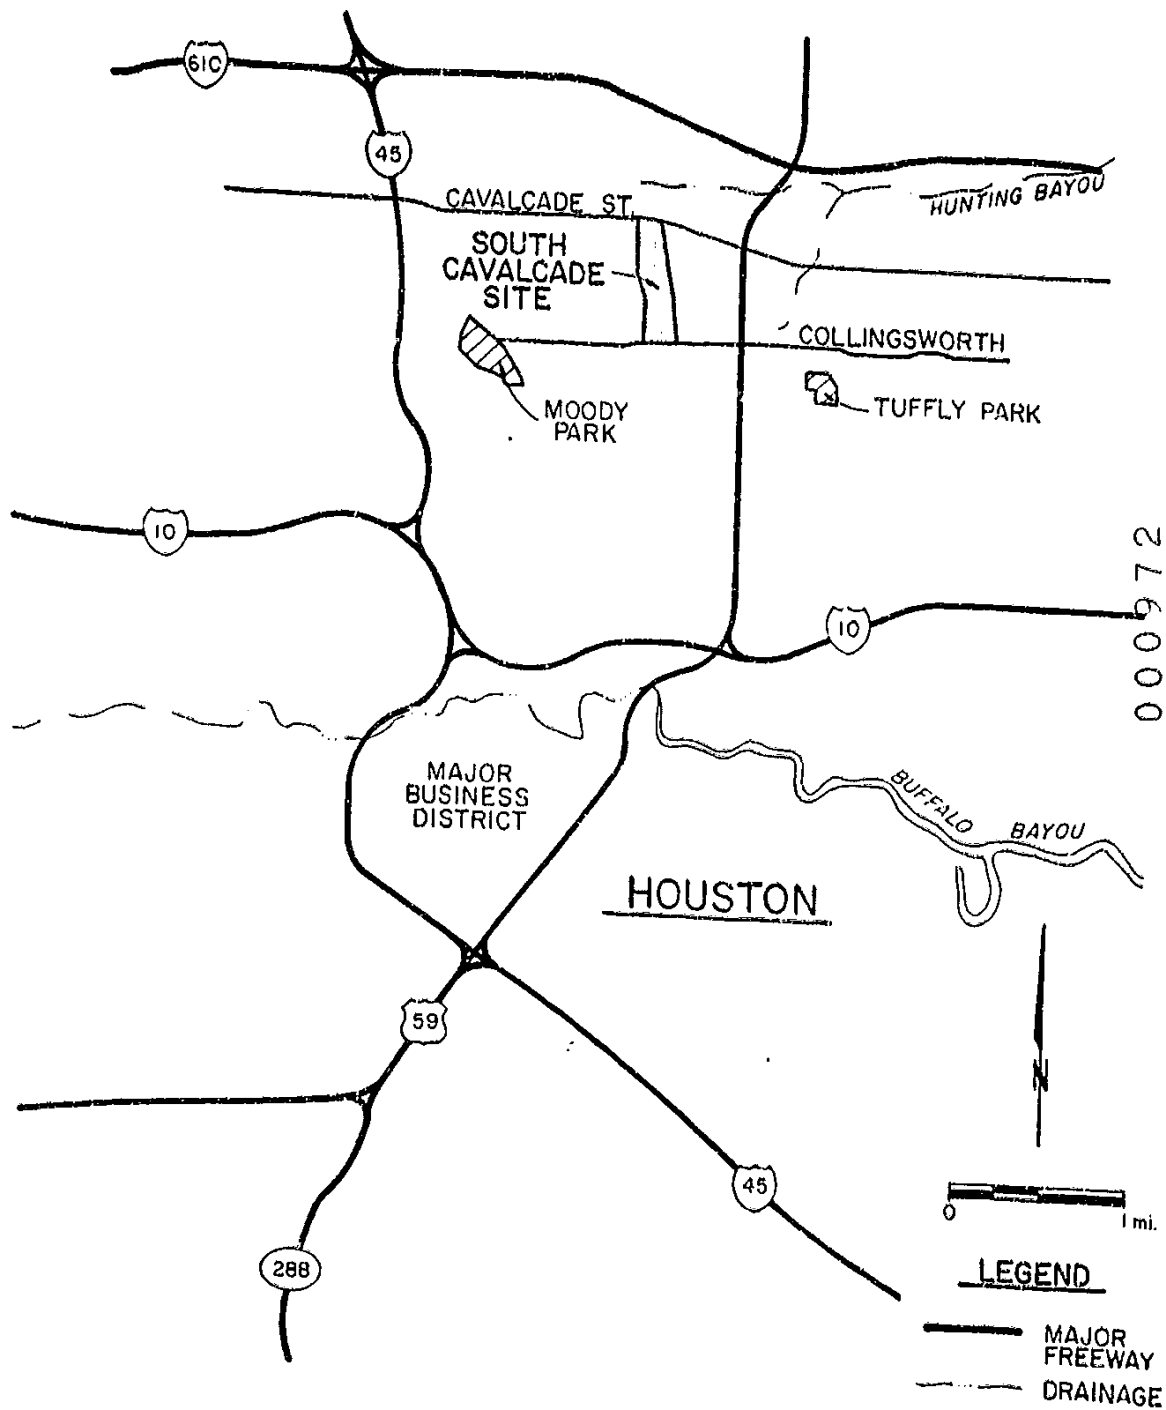 610
45
CAVALCADE ST.
HUNTING BAYOU
SOUTH
CAVALCADE
SITE
COLLINGSWORTH
MOODY
PARK
TUFFLY PARK
10
000972
10
MAJOR
BUSINESS
DISTRICT
BUFFALO
BAYOU
HOUSTON
59
N
45
0
1 mi.
288
LEGEND
MAJOR
FREEWAY
DRAINAGE